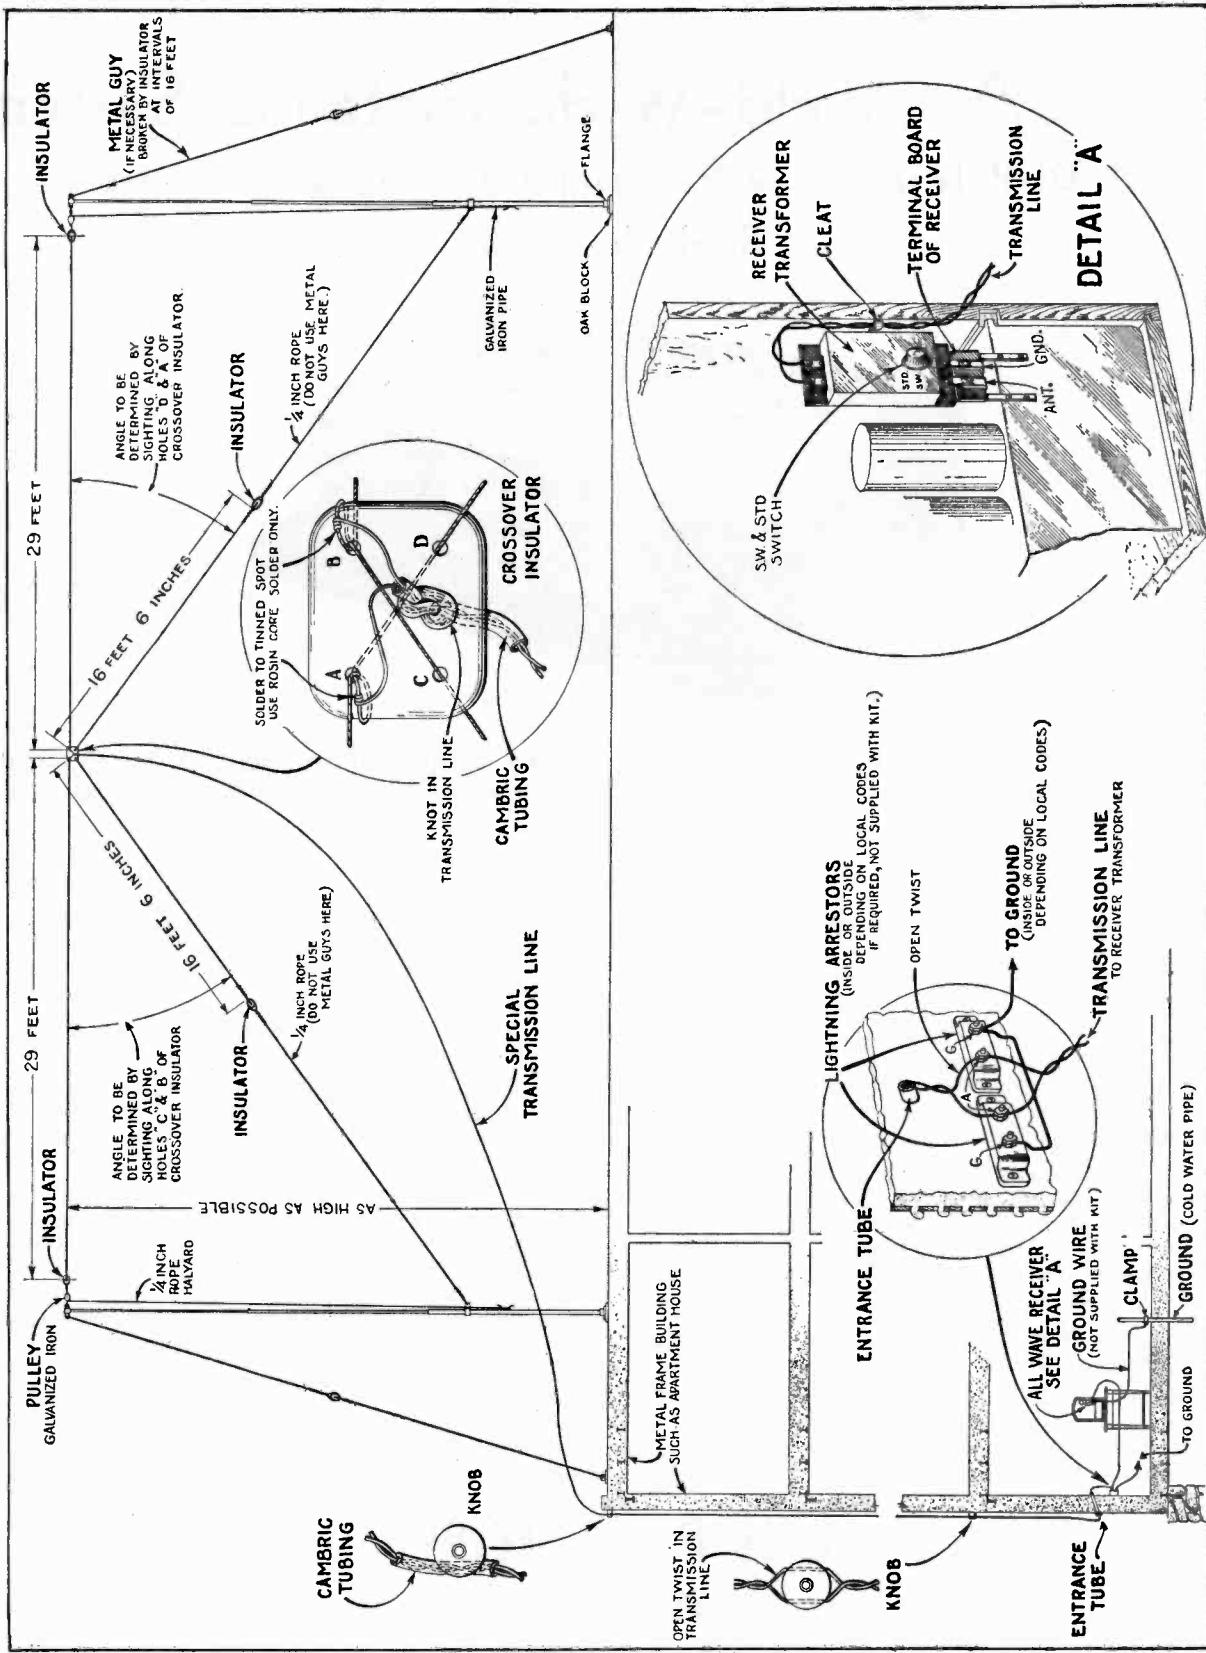 PULLEY
GALVANIZED IRON
INSULATOR
1/4 INCH
ROPE
HALYARD
29 FEET
29 FEET
ANGLE TO BE
DETERMINED BY
SIGHTING ALONG
HOLES "C" & "B" OF
CROSSOVER INSULATOR
16 FEET 6 INCHES
16 FEET 6 INCHES
ANGLE TO BE
DETERMINED BY
SIGHTING ALONG
HOLES "D" & "A" OF
CROSSOVER INSULATOR
INSULATOR
METAL GUY
(IF NECESSARY)
BROKEN BY INSULATOR
AT INTERVALS
OF 16 FEET
INSULATOR
INSULATOR
1/4 INCH ROPE
(DO NOT USE
METAL GUYS HERE)
1/4 INCH ROPE
(DO NOT USE METAL
GUYS HERE.)
AS HIGH AS POSSIBLE
SPECIAL
TRANSMISSION LINE
SOLDER TO TINNED SPOT
USE ROSIN CORE SOLDER ONLY.
A
B
C
D
KNOT IN
TRANSMISSION LINE
CAMBRIC
TUBING
CROSSOVER
INSULATOR
GALVANIZED
IRON PIPE
OAK BLOCK
FLANGE
CAMBRIC
TUBING
KNOB
METAL FRAME BUILDING
SUCH AS APARTMENT HOUSE
OPEN TWIST IN
TRANSMISSION
LINE
KNOB
ENTRANCE
TUBE
ENTRANCE TUBE
LIGHTNING ARRESTORS
(INSIDE OR OUTSIDE
DEPENDING ON LOCAL CODES
IF REQUIRED, NOT SUPPLIED WITH KIT.)
OPEN TWIST
A
G
G
TO GROUND
(INSIDE OR OUTSIDE
DEPENDING ON LOCAL CODES)
TRANSMISSION LINE
TO RECEIVER TRANSFORMER
ALL WAVE RECEIVER
SEE DETAIL "A"
GROUND WIRE
(NOT SUPPLIED WITH KIT)
CLAMP
GROUND (COLD WATER PIPE)
TO GROUND
S.W. & STD
SWITCH
RECEIVER
TRANSFORMER
CLEAT
TERMINAL BOARD
OF RECEIVER
TRANSMISSION
LINE
STD.
SW
ANT.
GND.
DETAIL "A"